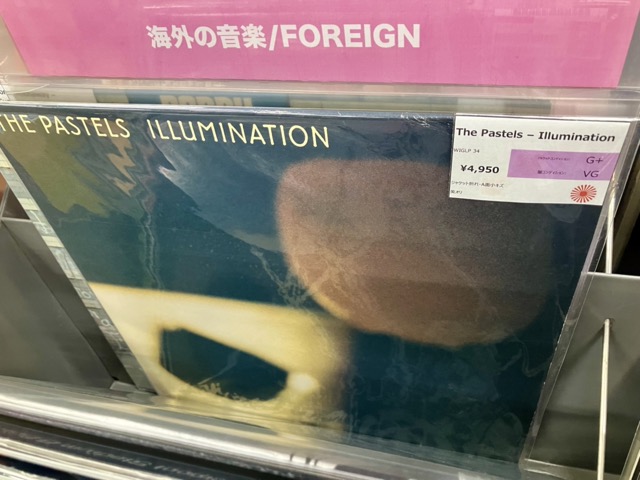 海外の音楽/FOREIGN
THE PASTELS ILLUMINATION
The Pastels – Illumination
WIGLP 34
¥4,950
G+
VG